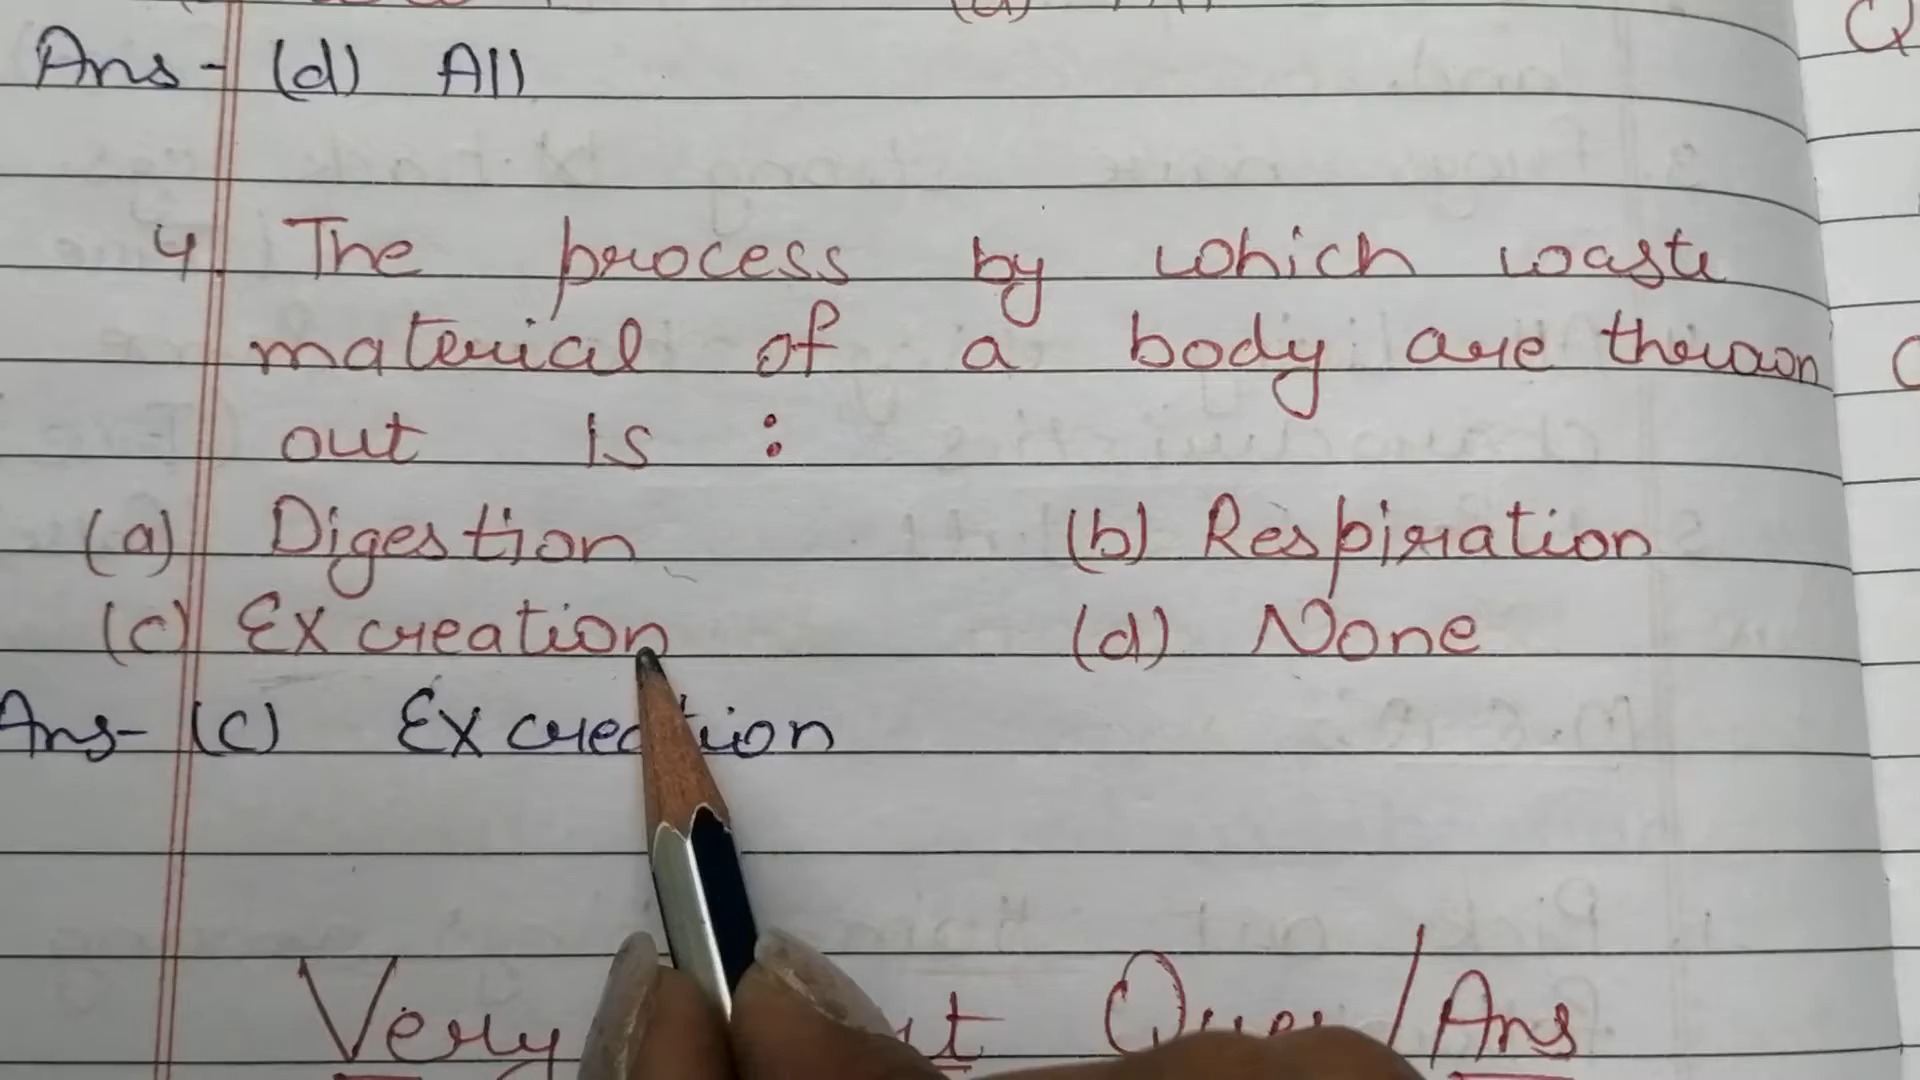 Ans - (d) All
4. The process by which waste
material of a body are thrown
out is :
(a) Digestion (b) Respiration
(c) Excreation (d) None
Ans - (c) Excreation
Very Ques/Ans